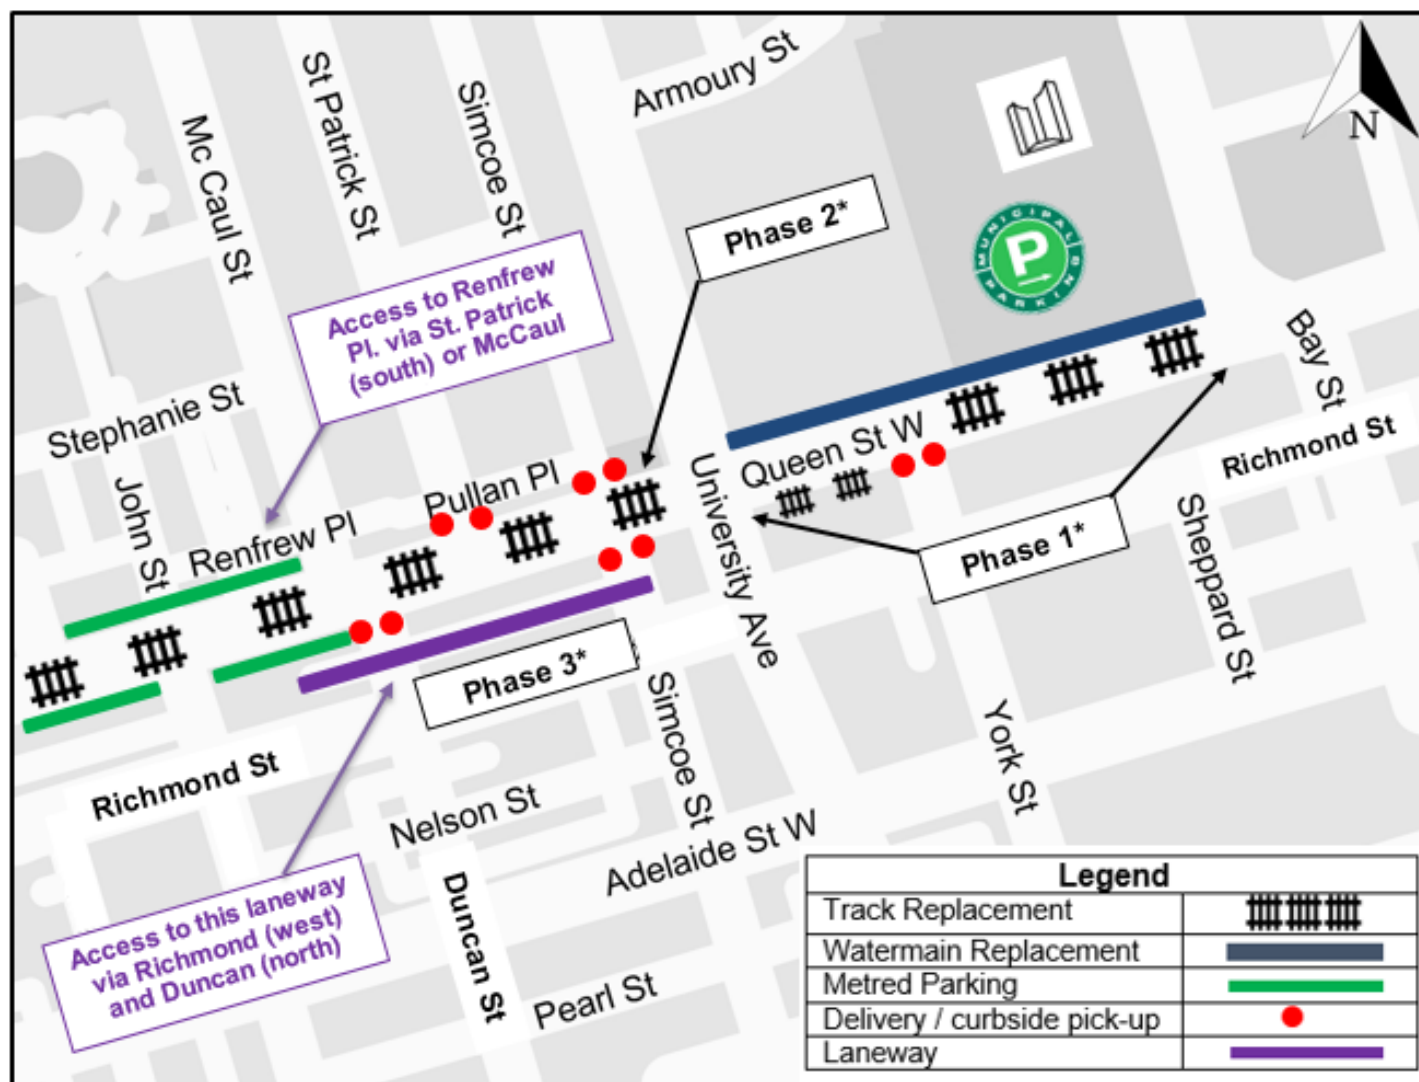 Armoury St
St Patrick St
Simcoe St
Mc Caul St
N
Phase 2*
MUNICIPAL
P
PARKING
Access to Renfrew
Pl. via St. Patrick
(south) or McCaul
Bay St
Stephanie St
Richmond St
Queen St W
University Ave
Pullan Pl
John St
Renfrew Pl
Sheppard St
Phase 1*
Phase 3*
Simcoe St
York St
Richmond St
Nelson St
Adelaide St W
Duncan St
Access to this laneway
via Richmond (west)
and Duncan (north)
Pearl St
Legend
Track Replacement
Watermain Replacement
Metred Parking
Delivery / curbside pick-up
Laneway